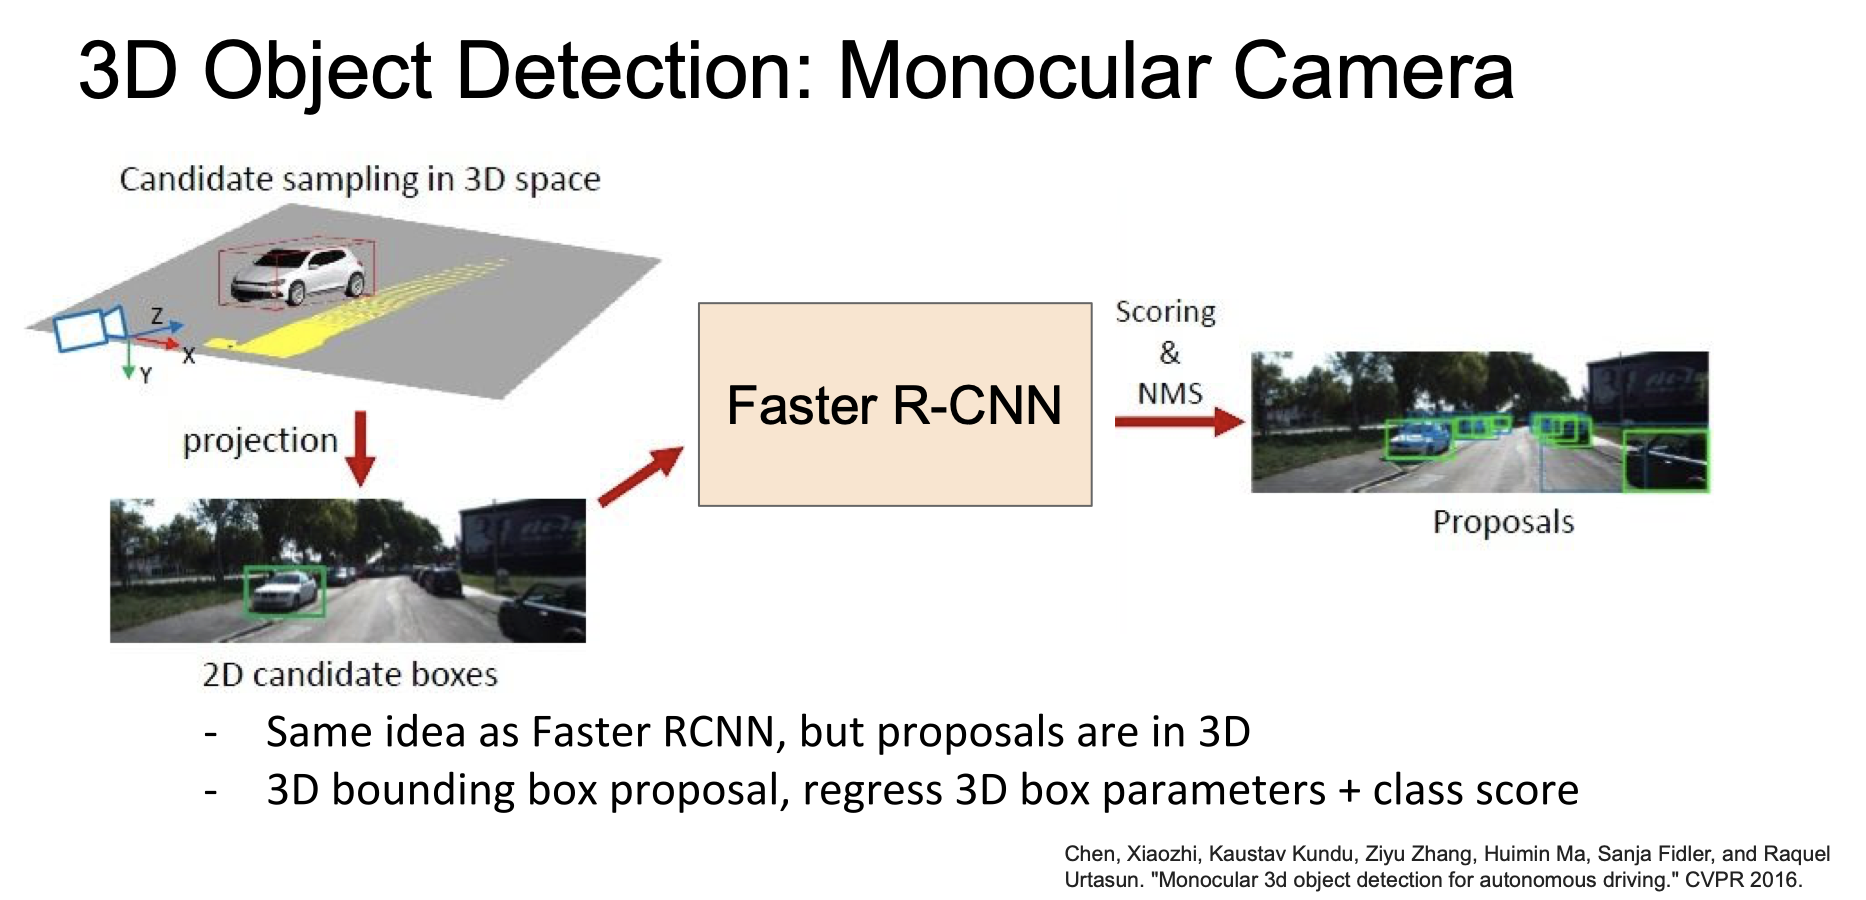 3D Object Detection: Monocular Camera
Candidate sampling in 3D space
Z
X
Y
projection
2D candidate boxes
Faster R-CNN
Scoring
&
NMS
Proposals
- Same idea as Faster RCNN, but proposals are in 3D
- 3D bounding box proposal, regress 3D box parameters + class score
Chen, Xiaozhi, Kaustav Kundu, Ziyu Zhang, Huimin Ma, Sanja Fidler, and Raquel
Urtasun. "Monocular 3d object detection for autonomous driving." CVPR 2016.